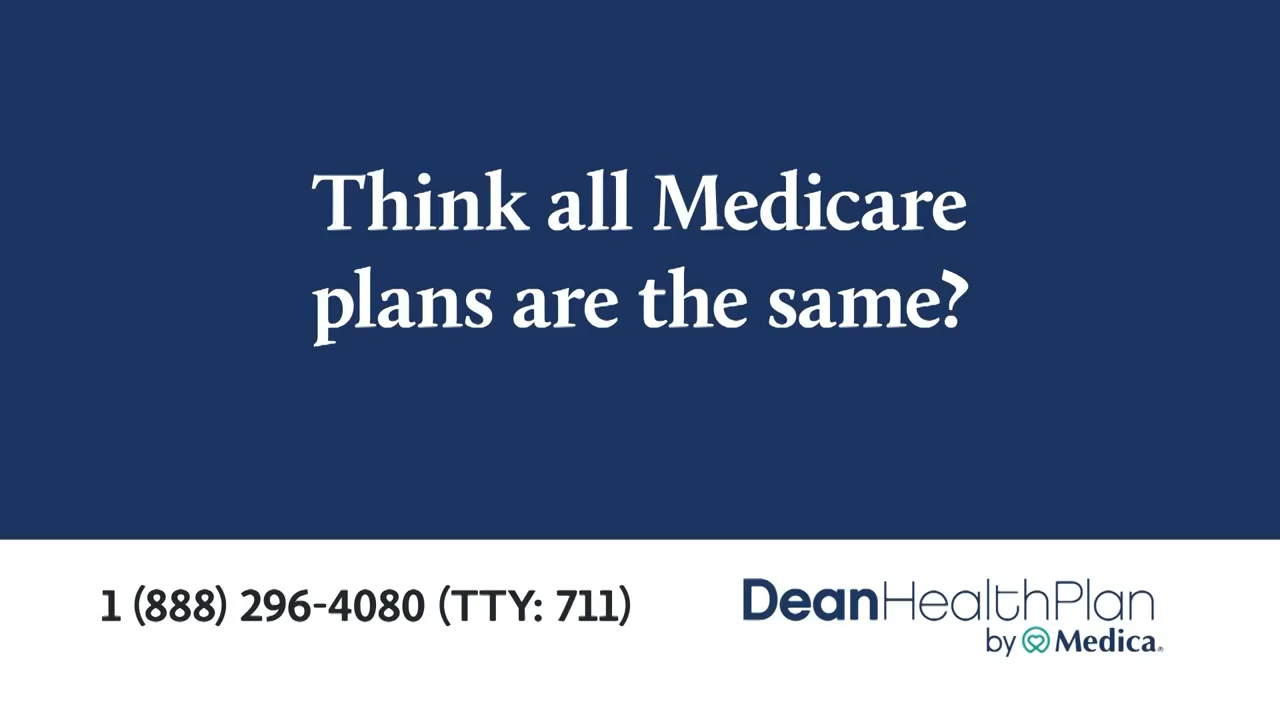 Think all Medicare
plans are the same?
1 (888) 296-4080 (TTY: 711)
DeanHealthPlan
by Medica®